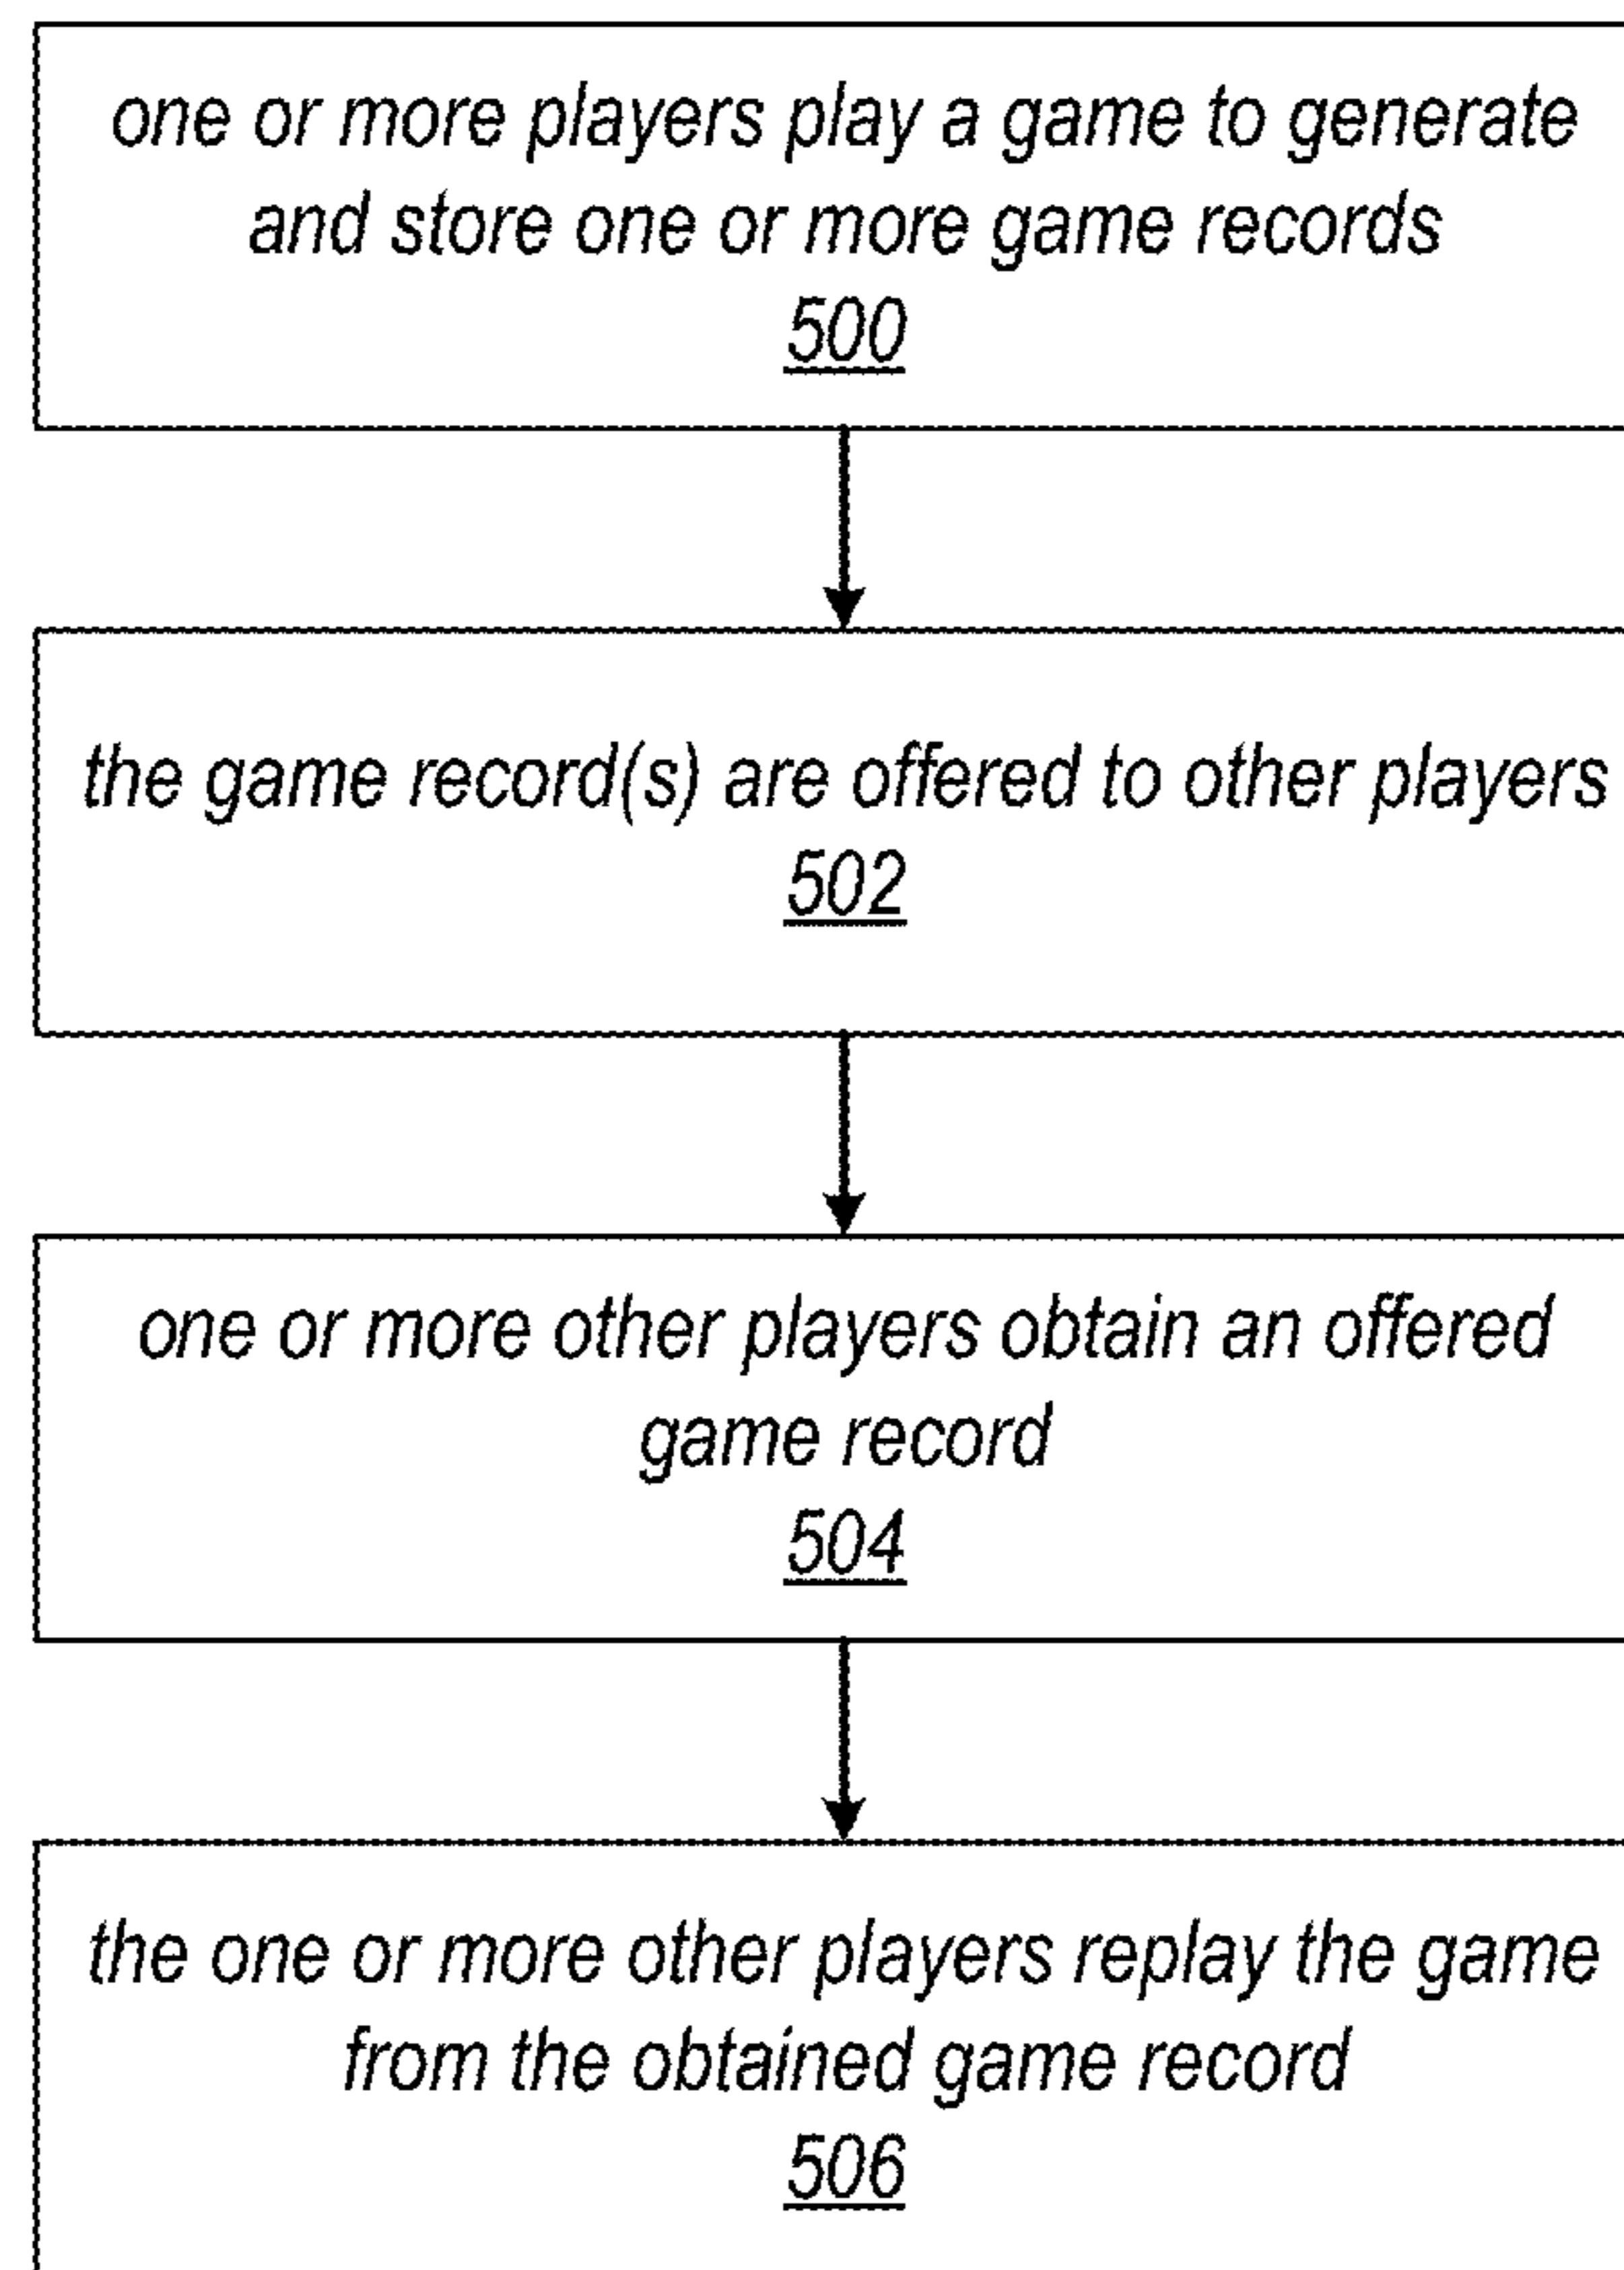 one or more players play a game to generate
and store one or more game records
500
the game record(s) are offered to other players
502
one or more other players obtain an offered
game record
504
the one or more other players replay the game
from the obtained game record
506